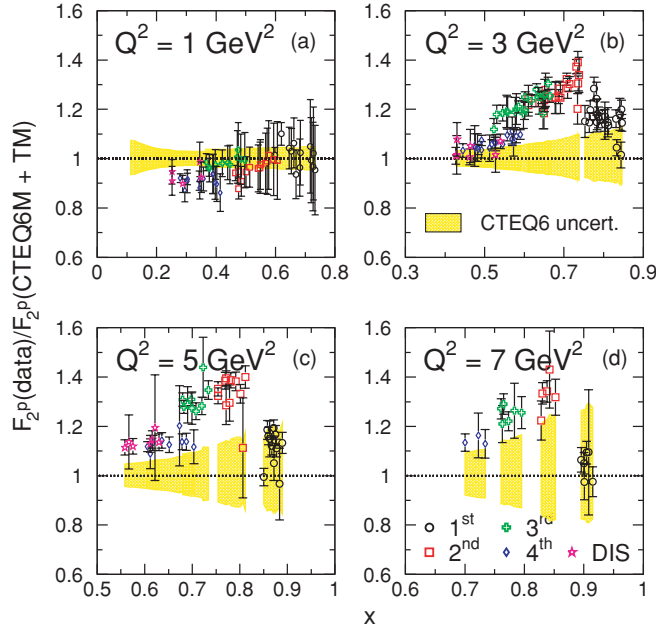 F₂ᵖ(data)/F₂ᵖ(CTEQ6M + TM)
Q² = 1 GeV² (a)
1.6
1.4
1.2
1
0.8
0.6
0 0.2 0.4 0.6 0.8
Q² = 3 GeV² (b)
1.6
1.4
1.2
1
0.8
0.6
CTEQ6 uncert.
0.3 0.5 0.7 0.9
Q² = 5 GeV² (c)
1.6
1.4
1.2
1
0.8
0.6
0.5 0.6 0.7 0.8 0.9 1
Q² = 7 GeV² (d)
1.6
1.4
1.2
1
0.8
0.6
1ˢᵗ 3ʳᵈ
2ⁿᵈ 4ᵗʰ DIS
0.6 0.7 0.8 0.9 1
x